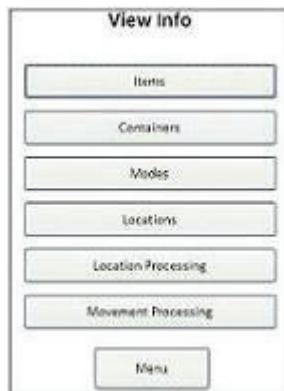 View Info
Items
Containers
Modes
Locations
Location Processing
Movement Processing
Menu